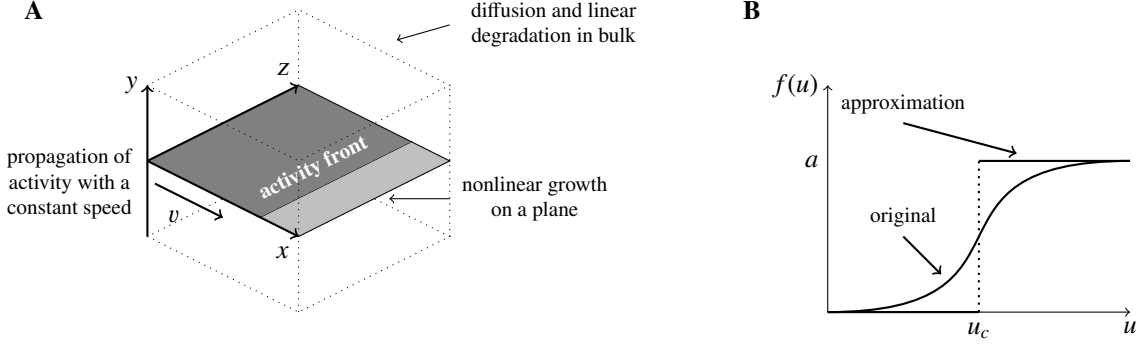 A
diffusion and linear
degradation in bulk
y
z
propagation of
activity with a
constant speed
activity front
v
x
nonlinear growth
on a plane
B
f(u)
approximation
a
original
u_c
u